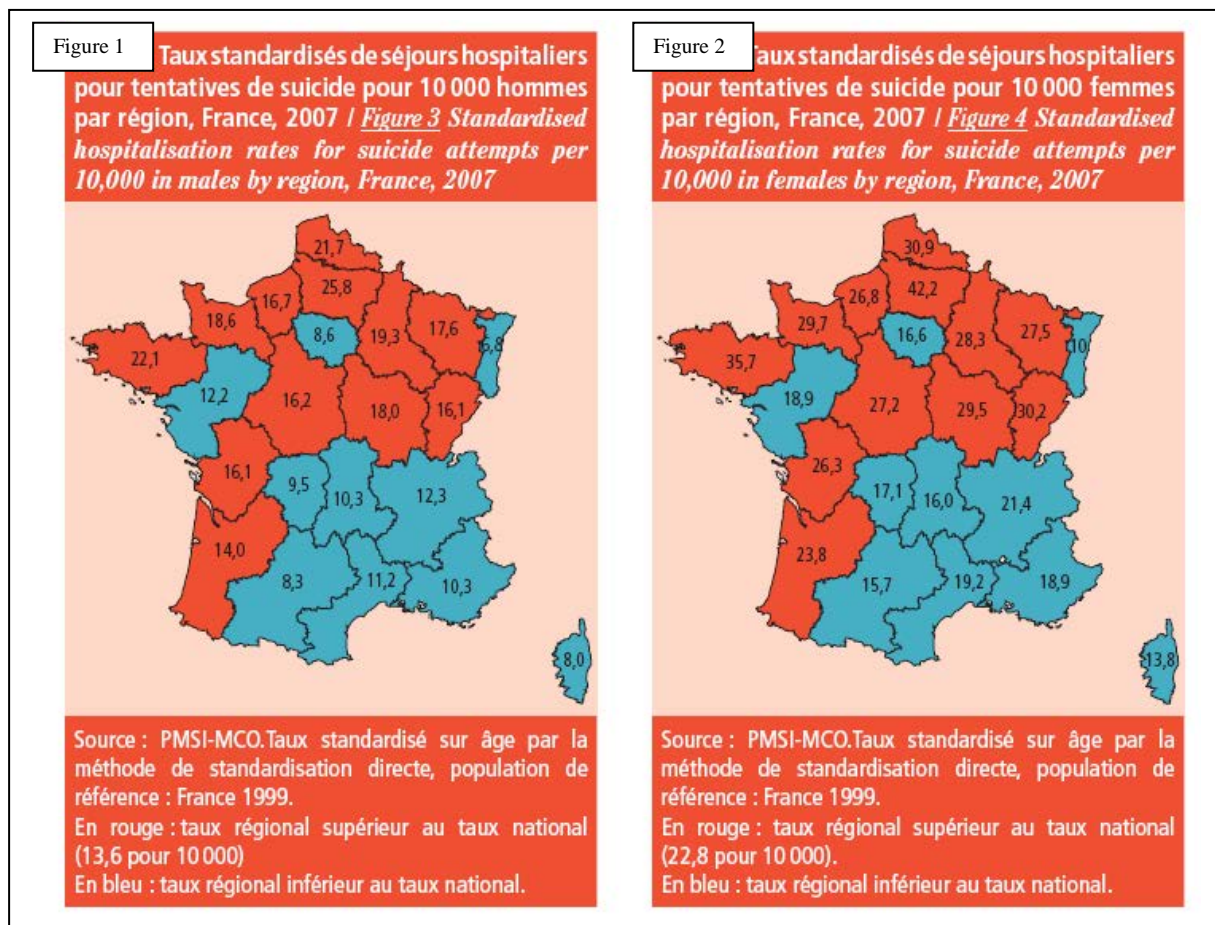 Figure 1
Taux standardisés de séjours hospitaliers
pour tentatives de suicide pour 10 000 hommes
par région, France, 2007 / Figure 3 Standardised
hospitalisation rates for suicide attempts per
10,000 in males by region, France, 2007
21,7
25,8
16,7
18,6
8,6
19,3
17,6
6,8
22,1
12,2
16,2
18,0
16,1
16,1
9,5
10,3
12,3
14,0
8,3
11,2
10,3
8,0
Source : PMSI-MCO.Taux standardisé sur âge par la
méthode de standardisation directe, population de
référence : France 1999.
En rouge : taux régional supérieur au taux national
(13,6 pour 10 000)
En bleu : taux régional inférieur au taux national.
Figure 2
Taux standardisés de séjours hospitaliers
pour tentatives de suicide pour 10 000 femmes
par région, France, 2007 / Figure 4 Standardised
hospitalisation rates for suicide attempts per
10,000 in females by region, France, 2007
30,9
42,2
26,8
29,7
16,6
28,3
27,5
35,7
18,9
27,2
29,5
30,2
26,3
17,1
16,0
21,4
23,8
15,7
19,2
18,9
13,8
Source : PMSI-MCO.Taux standardisé sur âge par la
méthode de standardisation directe, population de
référence : France 1999.
En rouge : taux régional supérieur au taux national
(22,8 pour 10 000).
En bleu : taux régional inférieur au taux national.